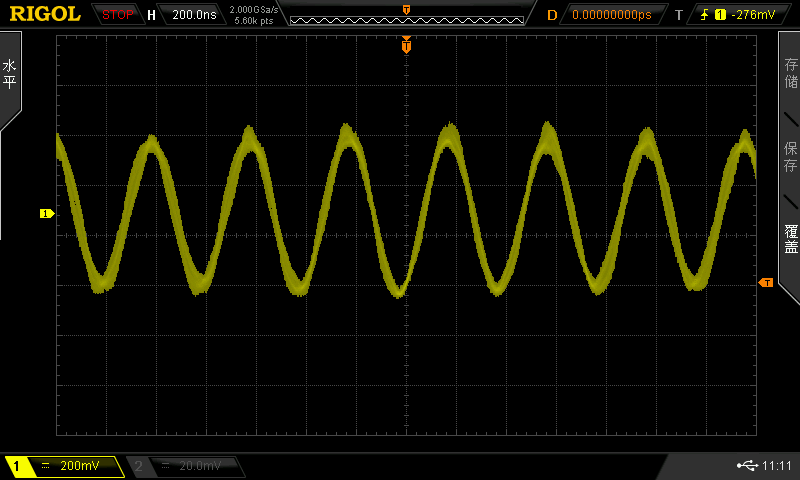 RIGOL STOP H 200.0ns 2.000GSa/s 5.60k pts T D 0.00000000ps T 1 -276mV
T
水平
存储
保存
覆盖
1
T
1 200mV 2 20.0mV 11:11